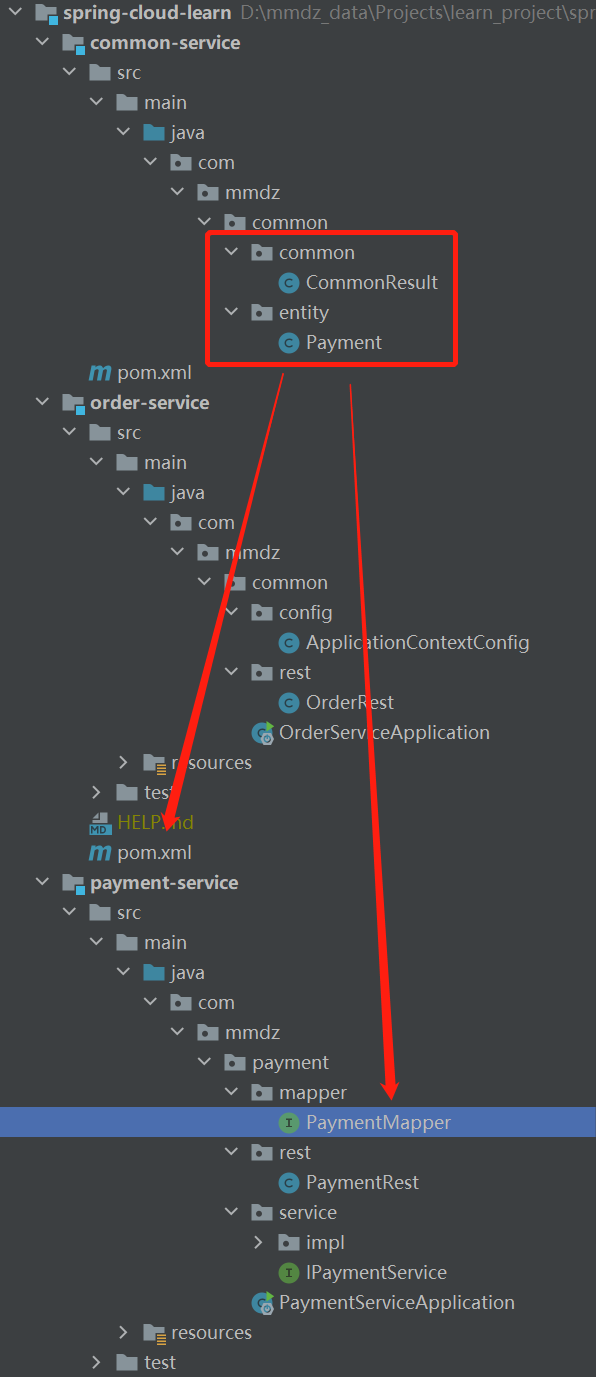 spring-cloud-learn D:\mmdz_data\Projects\learn_project\spr
common-service
src
main
java
com
mmdz
common
common
CommonResult
entity
Payment
pom.xml
order-service
src
main
java
com
mmdz
common
config
ApplicationContextConfig
rest
OrderRest
OrderServiceApplication
resources
test
HELP.md
pom.xml
payment-service
src
main
java
com
mmdz
payment
mapper
PaymentMapper
rest
PaymentRest
service
impl
IPaymentService
PaymentServiceApplication
resources
test